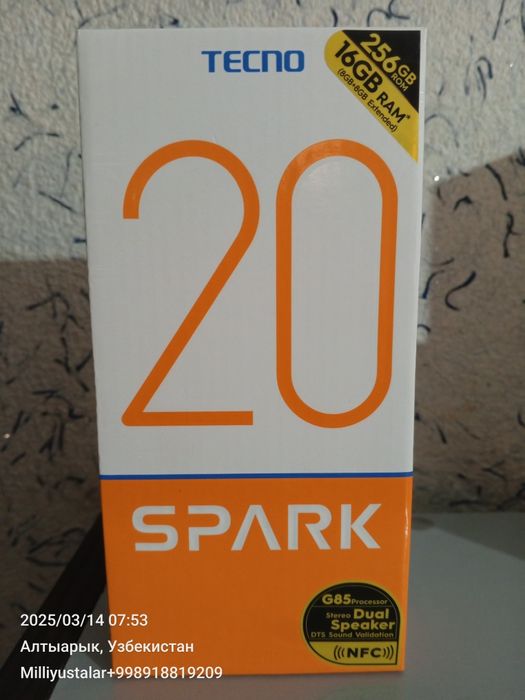 TECNO
256GB ROM
16GB RAM*
(8GB+8GB Extended)
20
SPARK
G85 Processor
Stereo Dual
Speaker
DTS Sound Validation
NFC
2025/03/14 07:53
Алтыарык, Узбекистан
Milliyustalar+998918819209